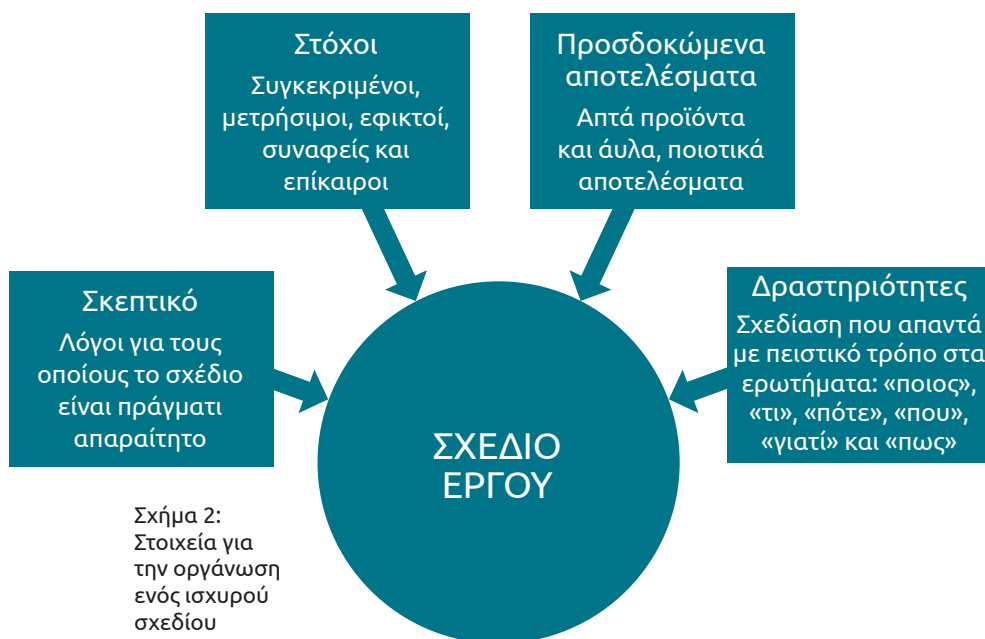 Στόχοι
Συγκεκριμένοι,
μετρήσιμοι, εφικτοί,
συναφείς και
επίκαιροι
Προσδοκώμενα
αποτελέσματα
Απτά προϊόντα
και άυλα, ποιοτικά
αποτελέσματα
Σκεπτικό
Λόγοι για τους
οποίους το σχέδιο
είναι πράγματι
απαραίτητο
Δραστηριότητες
Σχεδίαση που απαντά
με πειστικό τρόπο στα
ερωτήματα: «ποιος»,
«τι», «πότε», «που»,
«γιατί» και «πως»
ΣΧΕΔΙΟ
ΕΡΓΟΥ
Σχήμα 2:
Στοιχεία για
την οργάνωση
ενός ισχυρού
σχεδίου